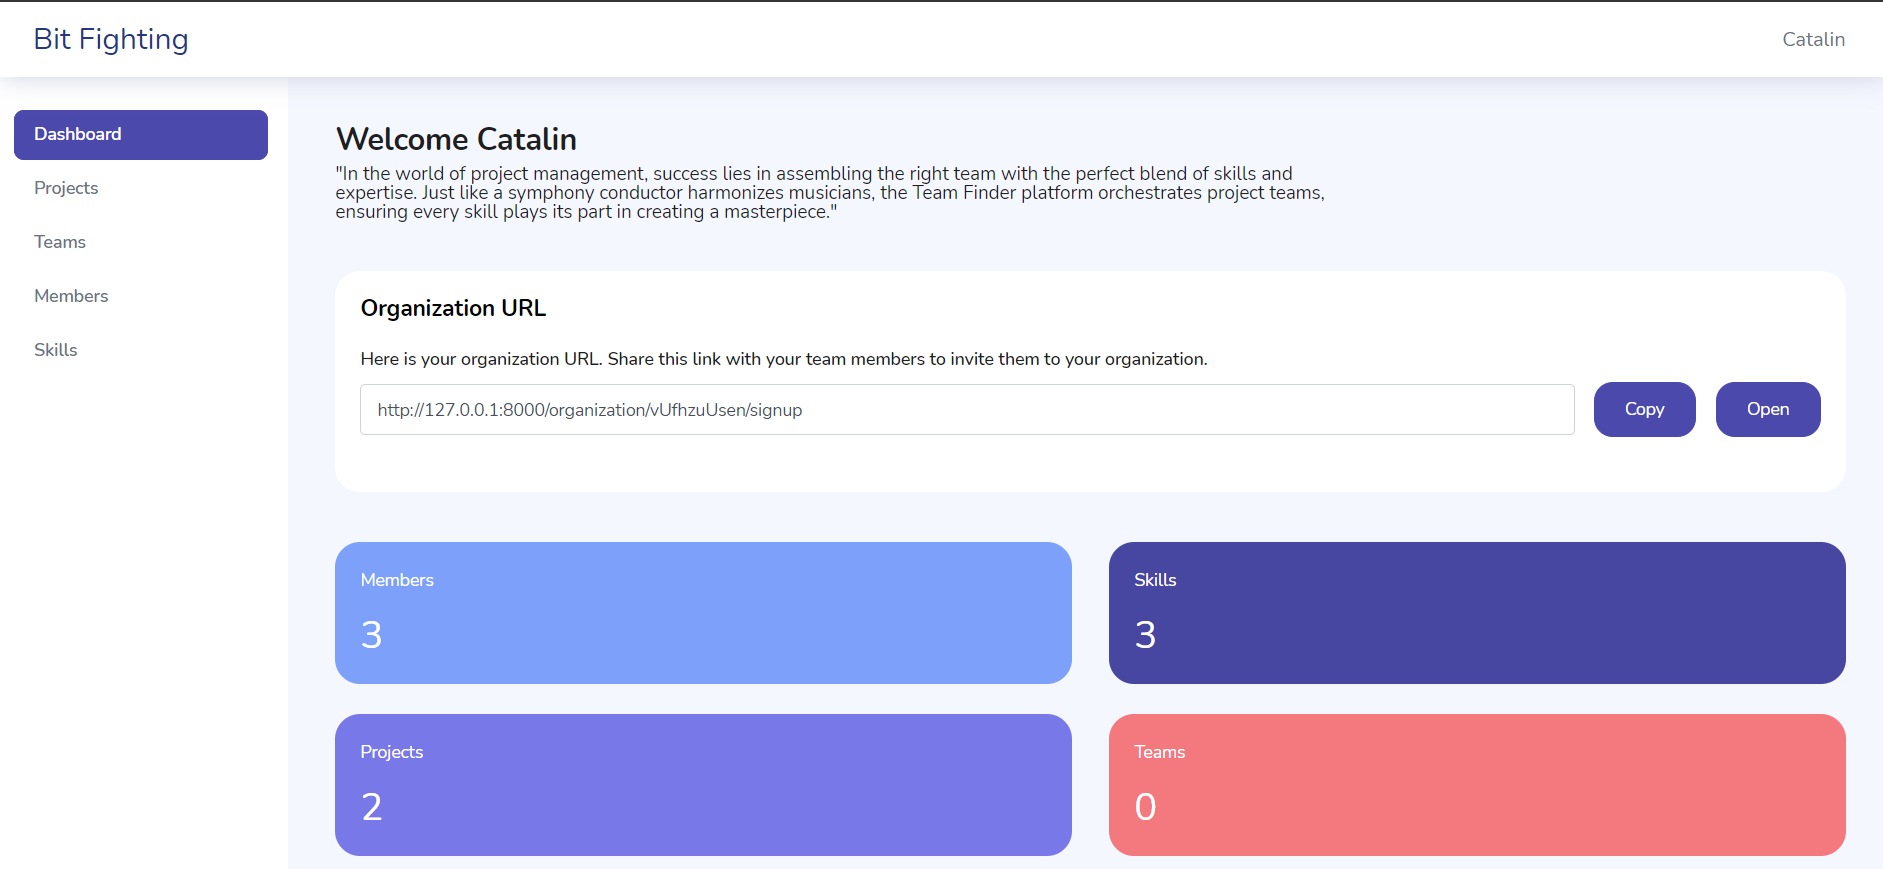 Bit Fighting
Catalin
Dashboard
Projects
Teams
Members
Skills
Welcome Catalin
"In the world of project management, success lies in assembling the right team with the perfect blend of skills and
expertise. Just like a symphony conductor harmonizes musicians, the Team Finder platform orchestrates project teams,
ensuring every skill plays its part in creating a masterpiece."
Organization URL
Here is your organization URL. Share this link with your team members to invite them to your organization.
http://127.0.0.1:8000/organization/vUfhzuUsen/signup
Copy
Open
Members
3
Skills
3
Projects
2
Teams
0